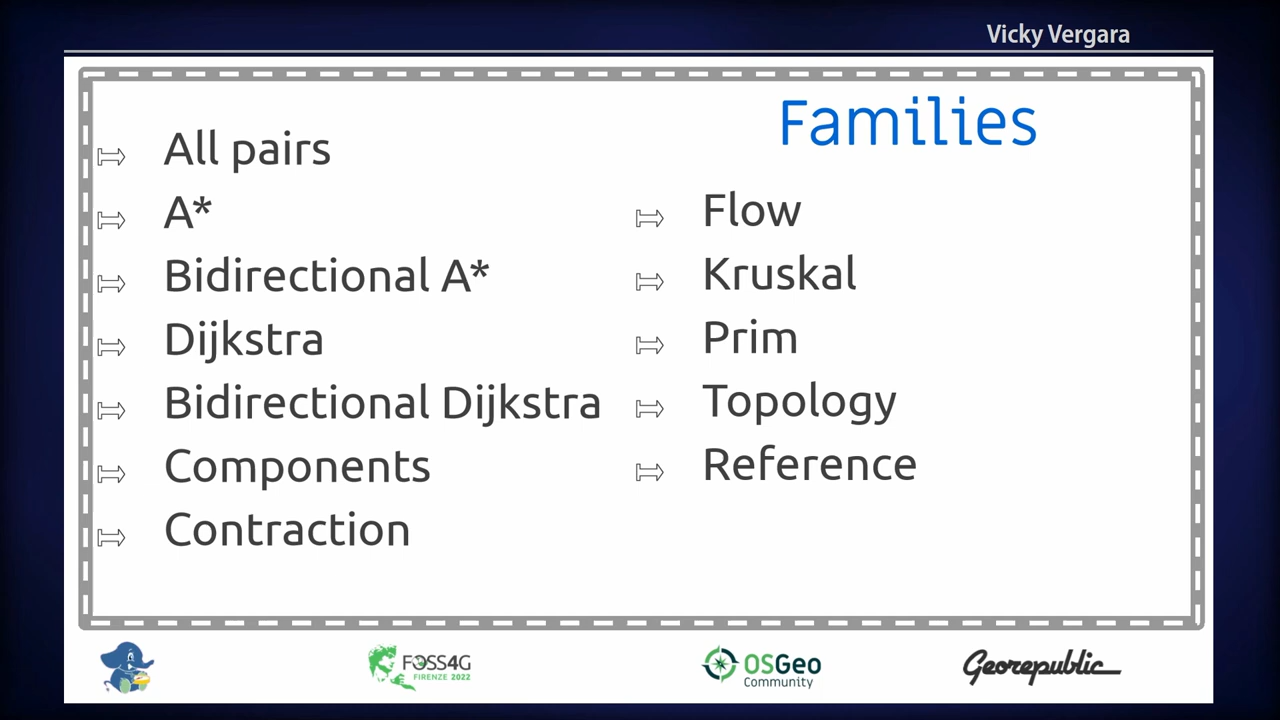 Vicky Vergara
Families
All pairs
A*
Bidirectional A*
Dijkstra
Bidirectional Dijkstra
Components
Contraction
Flow
Kruskal
Prim
Topology
Reference
FOSS4G
FIRENZE 2022
OSGeo
Community
Georepublic